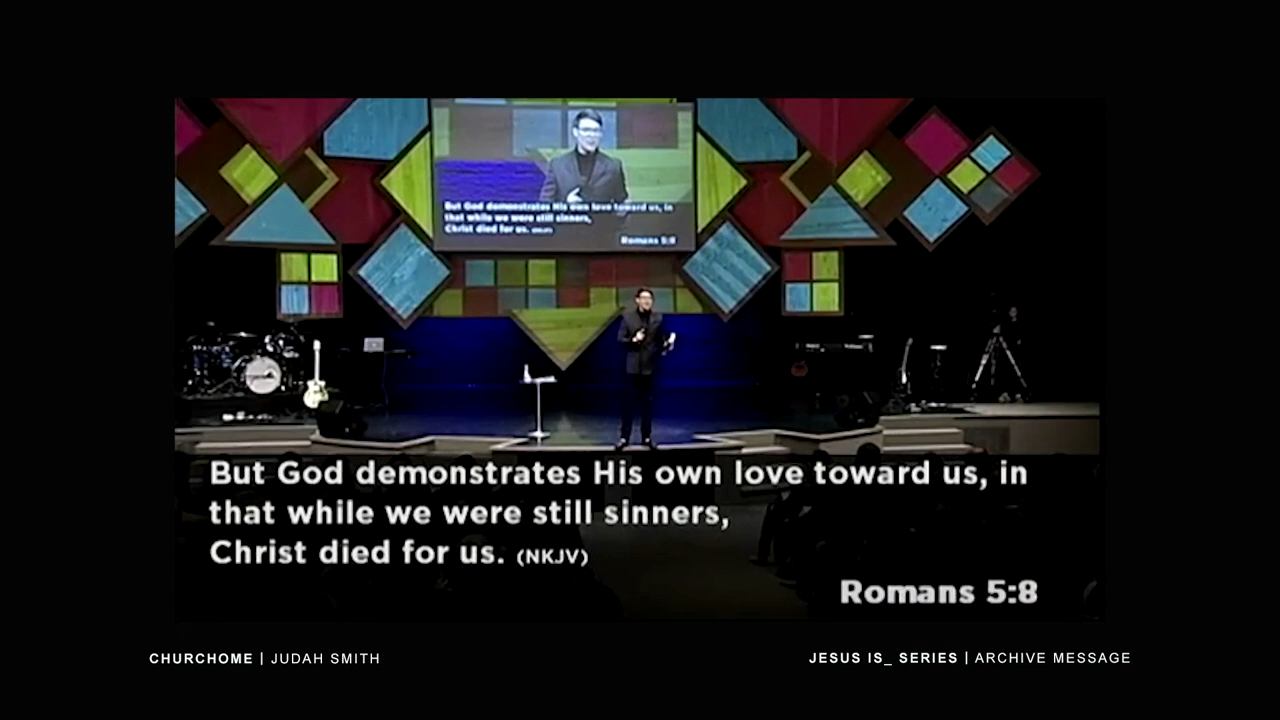 But God demonstrates His own love toward us, in
that while we were still sinners,
Christ died for us.
Romans 5:8
But God demonstrates His own love toward us, in
that while we were still sinners,
Christ died for us. (NKJV)
Romans 5:8
CHURCHOME | JUDAH SMITH
JESUS IS_ SERIES | ARCHIVE MESSAGE